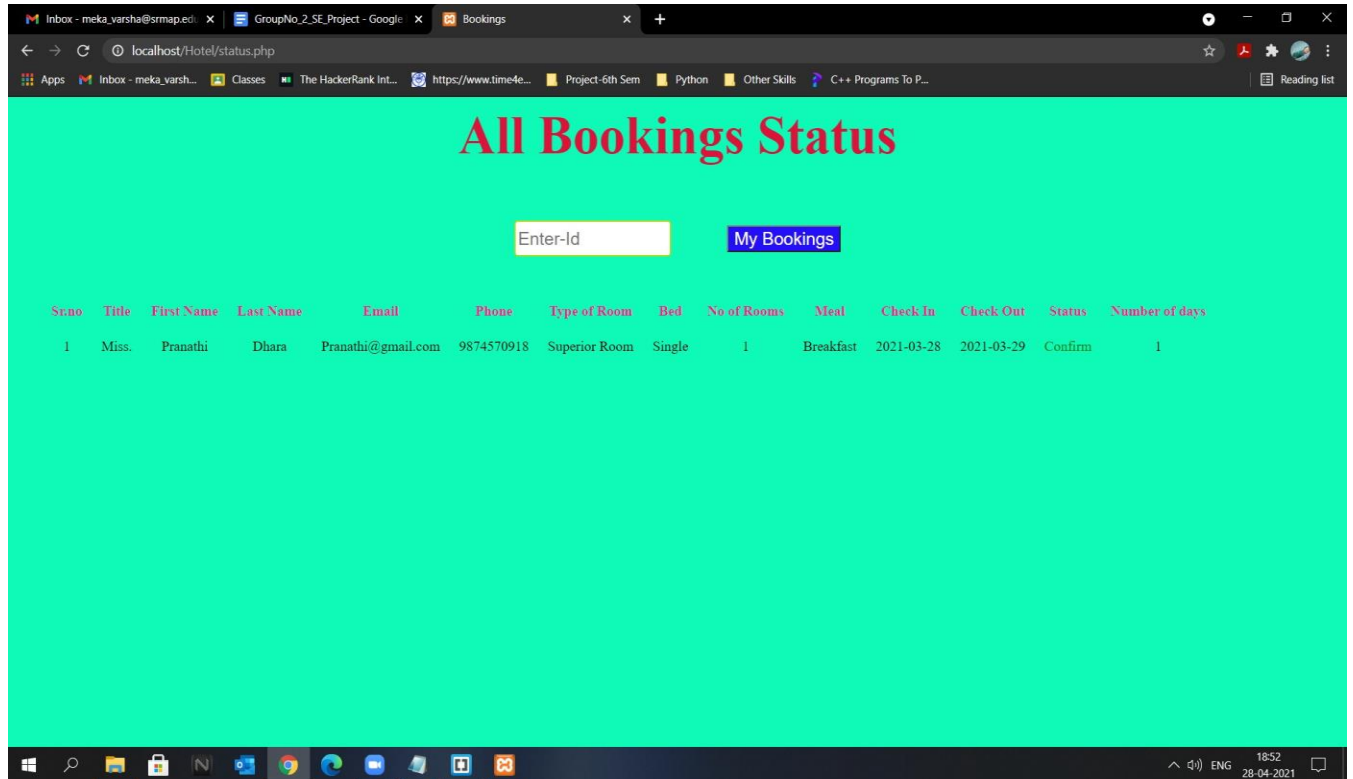 Inbox - meka_varsha@srmap.ed GroupNo_2_SE_Project - Google Bookings
localhost/Hotel/status.php
Apps Inbox - meka_varsh... Classes The HackerRank Int... https://www.time4e... Project-6th Sem Python Other Skills C++ Programs To P... Reading list
All Bookings Status
Enter-Id My Bookings
Sr.no Title First Name Last Name Email Phone Type of Room Bed No of Rooms Meal Check In Check Out Status Number of days
1 Miss. Pranathi Dhara Pranathi@gmail.com 9874570918 Superior Room Single 1 Breakfast 2021-03-28 2021-03-29 Confirm 1
ENG 18:52
28-04-2021